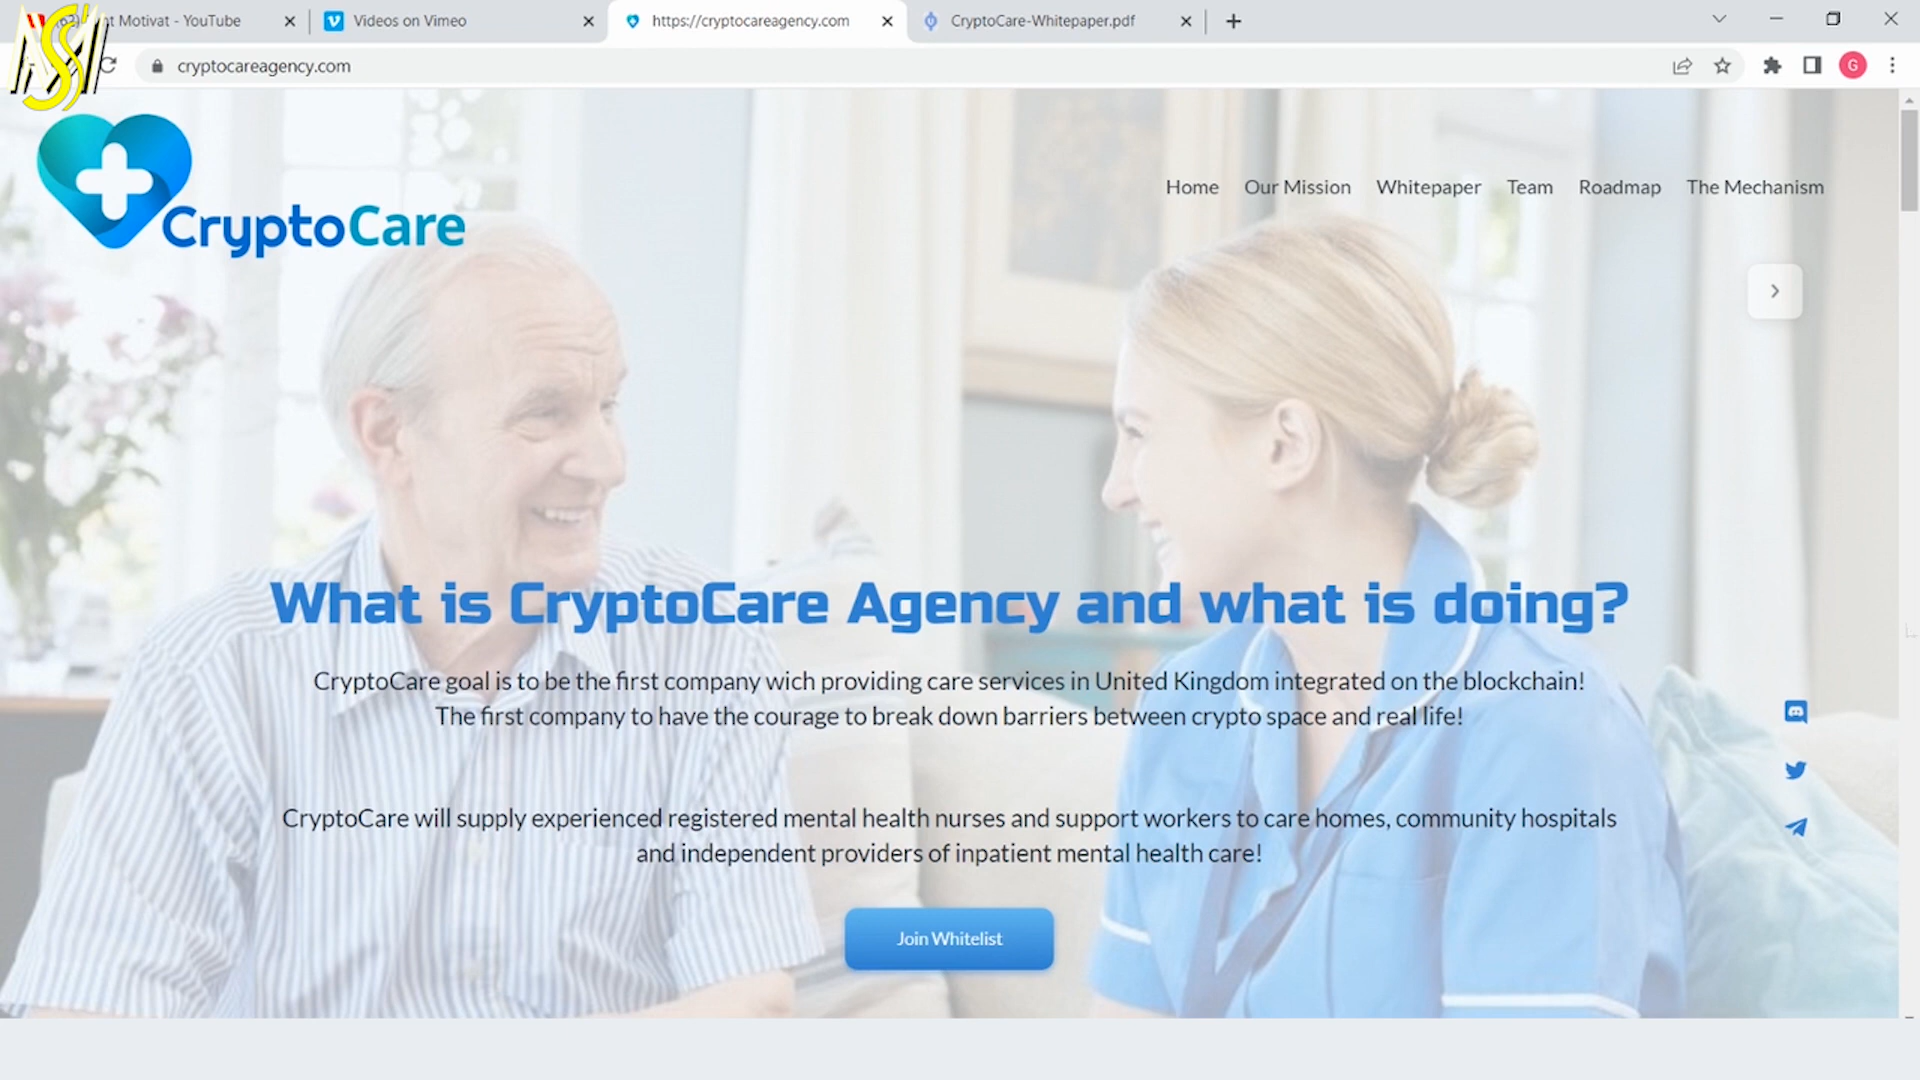 nt Motivat - YouTube
Videos on Vimeo
https://cryptocareagency.com
CryptoCare-Whitepaper.pdf
cryptocareagency.com
G
CryptoCare
Home Our Mission Whitepaper Team Roadmap The Mechanism
What is CryptoCare Agency and what is doing?
CryptoCare goal is to be the first company wich providing care services in United Kingdom integrated on the blockchain!
The first company to have the courage to break down barriers between crypto space and real life!
CryptoCare will supply experienced registered mental health nurses and support workers to care homes, community hospitals
and independent providers of inpatient mental health care!
Join Whitelist